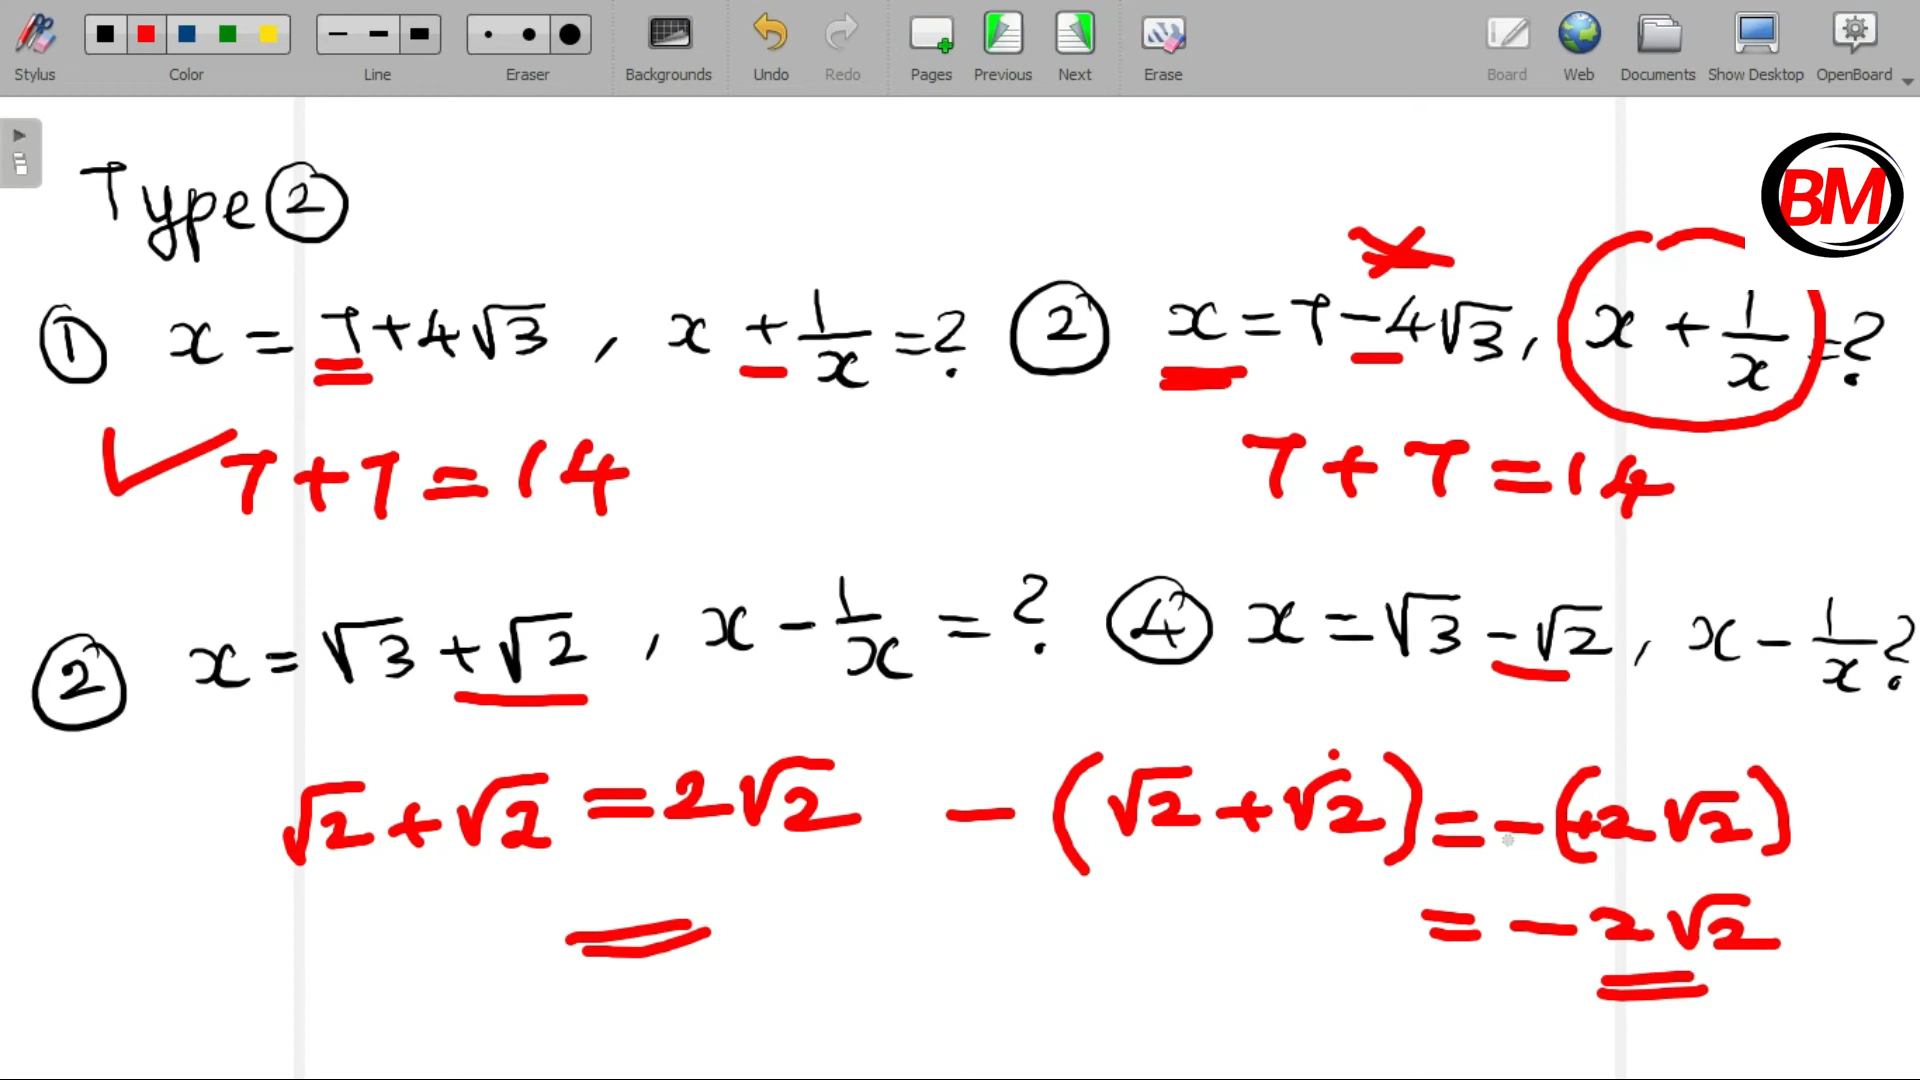 Stylus Color Line Eraser Backgrounds Undo Redo Pages Previous Next Erase Board Web Documents Show Desktop OpenBoard
BM
Type ②
① x = 7+4√3 , x + 1/x = ?
② x = 7-4√3, x + 1/x = ?
7+7=14
7+7=14
② x = √3 + √2 , x - 1/x = ?
④ x = √3 - √2, x - 1/x ?
√2+√2 = 2√2
- (√2+√2) = - (+2√2)
= - 2√2